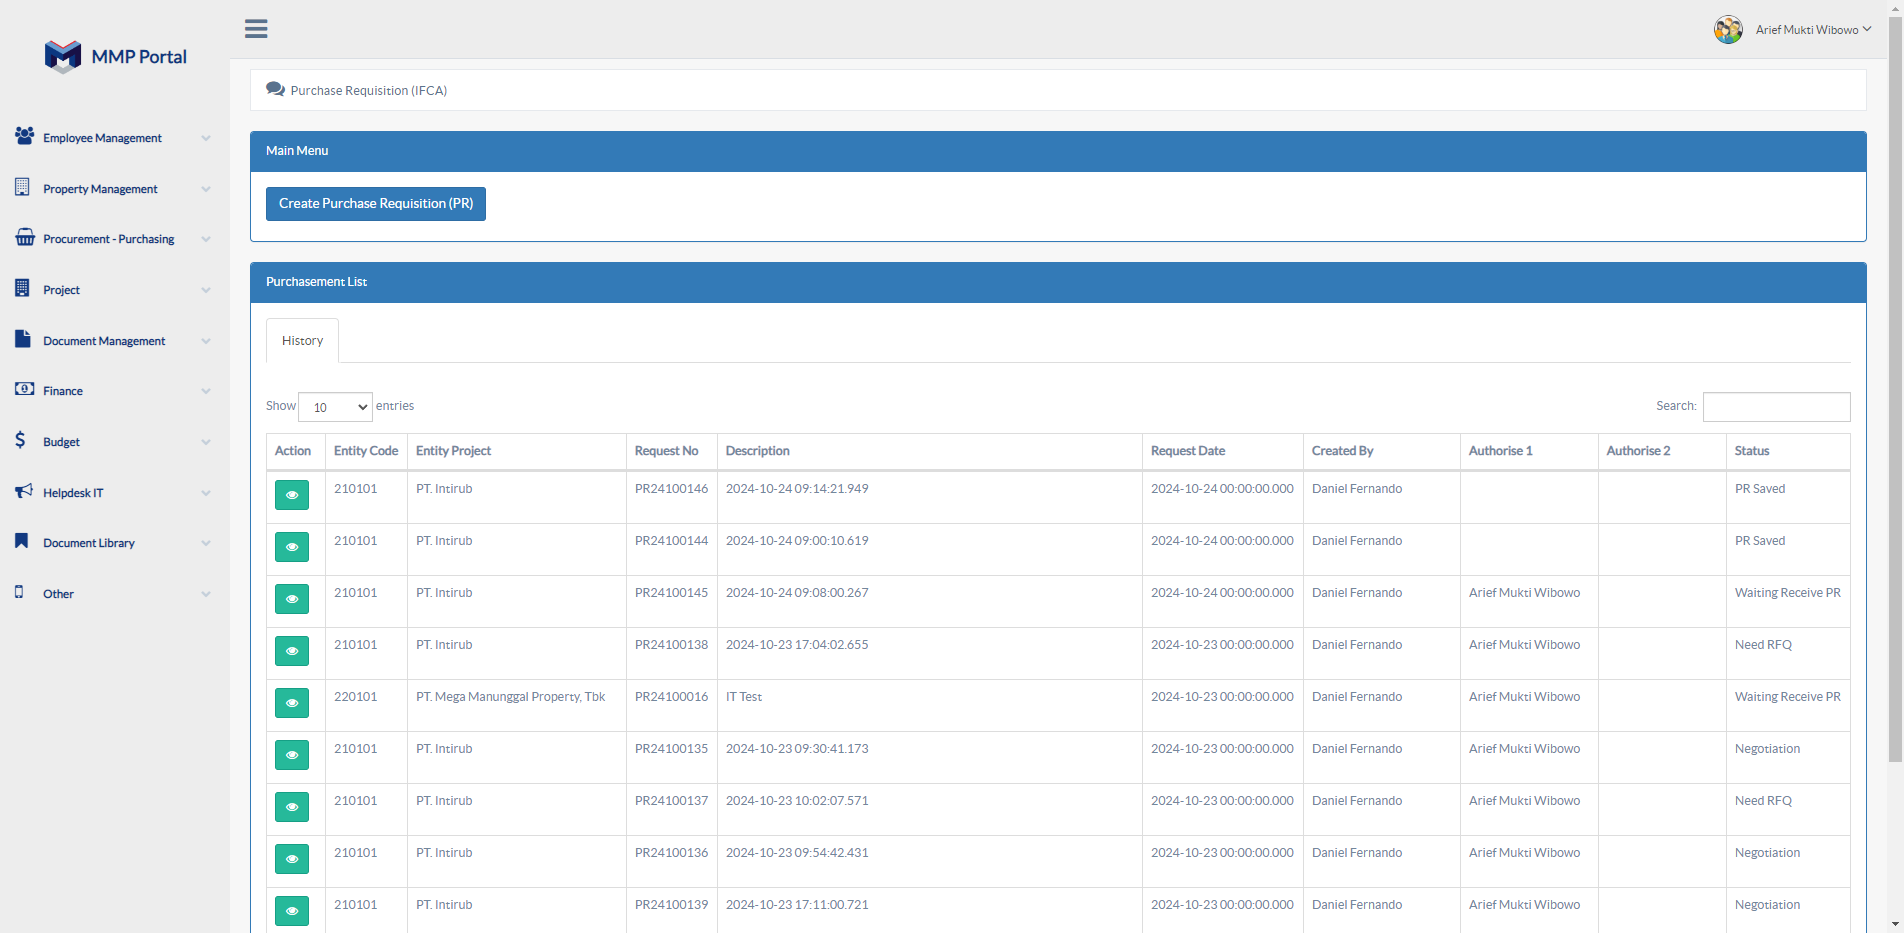 MMP Portal
Arief Mukti Wibowo
Employee Management
Property Management
Procurement - Purchasing
Project
Document Management
Finance
Budget
Helpdesk IT
Document Library
Other
Purchase Requisition (IFCA)
Main Menu
Create Purchase Requisition (PR)
Purchasement List
History
Show 10 entries Search:
Action Entity Code Entity Project Request No Description Request Date Created By Authorise 1 Authorise 2 Status
210101 PT. Intirub PR24100146 2024-10-24 09:14:21.949 2024-10-24 00:00:00.000 Daniel Fernando PR Saved
210101 PT. Intirub PR24100144 2024-10-24 09:00:10.619 2024-10-24 00:00:00.000 Daniel Fernando PR Saved
210101 PT. Intirub PR24100145 2024-10-24 09:08:00.267 2024-10-24 00:00:00.000 Daniel Fernando Arief Mukti Wibowo Waiting Receive PR
210101 PT. Intirub PR24100138 2024-10-23 17:04:02.655 2024-10-23 00:00:00.000 Daniel Fernando Arief Mukti Wibowo Need RFQ
220101 PT. Mega Manunggal Property, Tbk PR24100016 IT Test 2024-10-23 00:00:00.000 Daniel Fernando Arief Mukti Wibowo Waiting Receive PR
210101 PT. Intirub PR24100135 2024-10-23 09:30:41.173 2024-10-23 00:00:00.000 Daniel Fernando Arief Mukti Wibowo Negotiation
210101 PT. Intirub PR24100137 2024-10-23 10:02:07.571 2024-10-23 00:00:00.000 Daniel Fernando Arief Mukti Wibowo Need RFQ
210101 PT. Intirub PR24100136 2024-10-23 09:54:42.431 2024-10-23 00:00:00.000 Daniel Fernando Arief Mukti Wibowo Negotiation
210101 PT. Intirub PR24100139 2024-10-23 17:11:00.721 2024-10-23 00:00:00.000 Daniel Fernando Arief Mukti Wibowo Negotiation